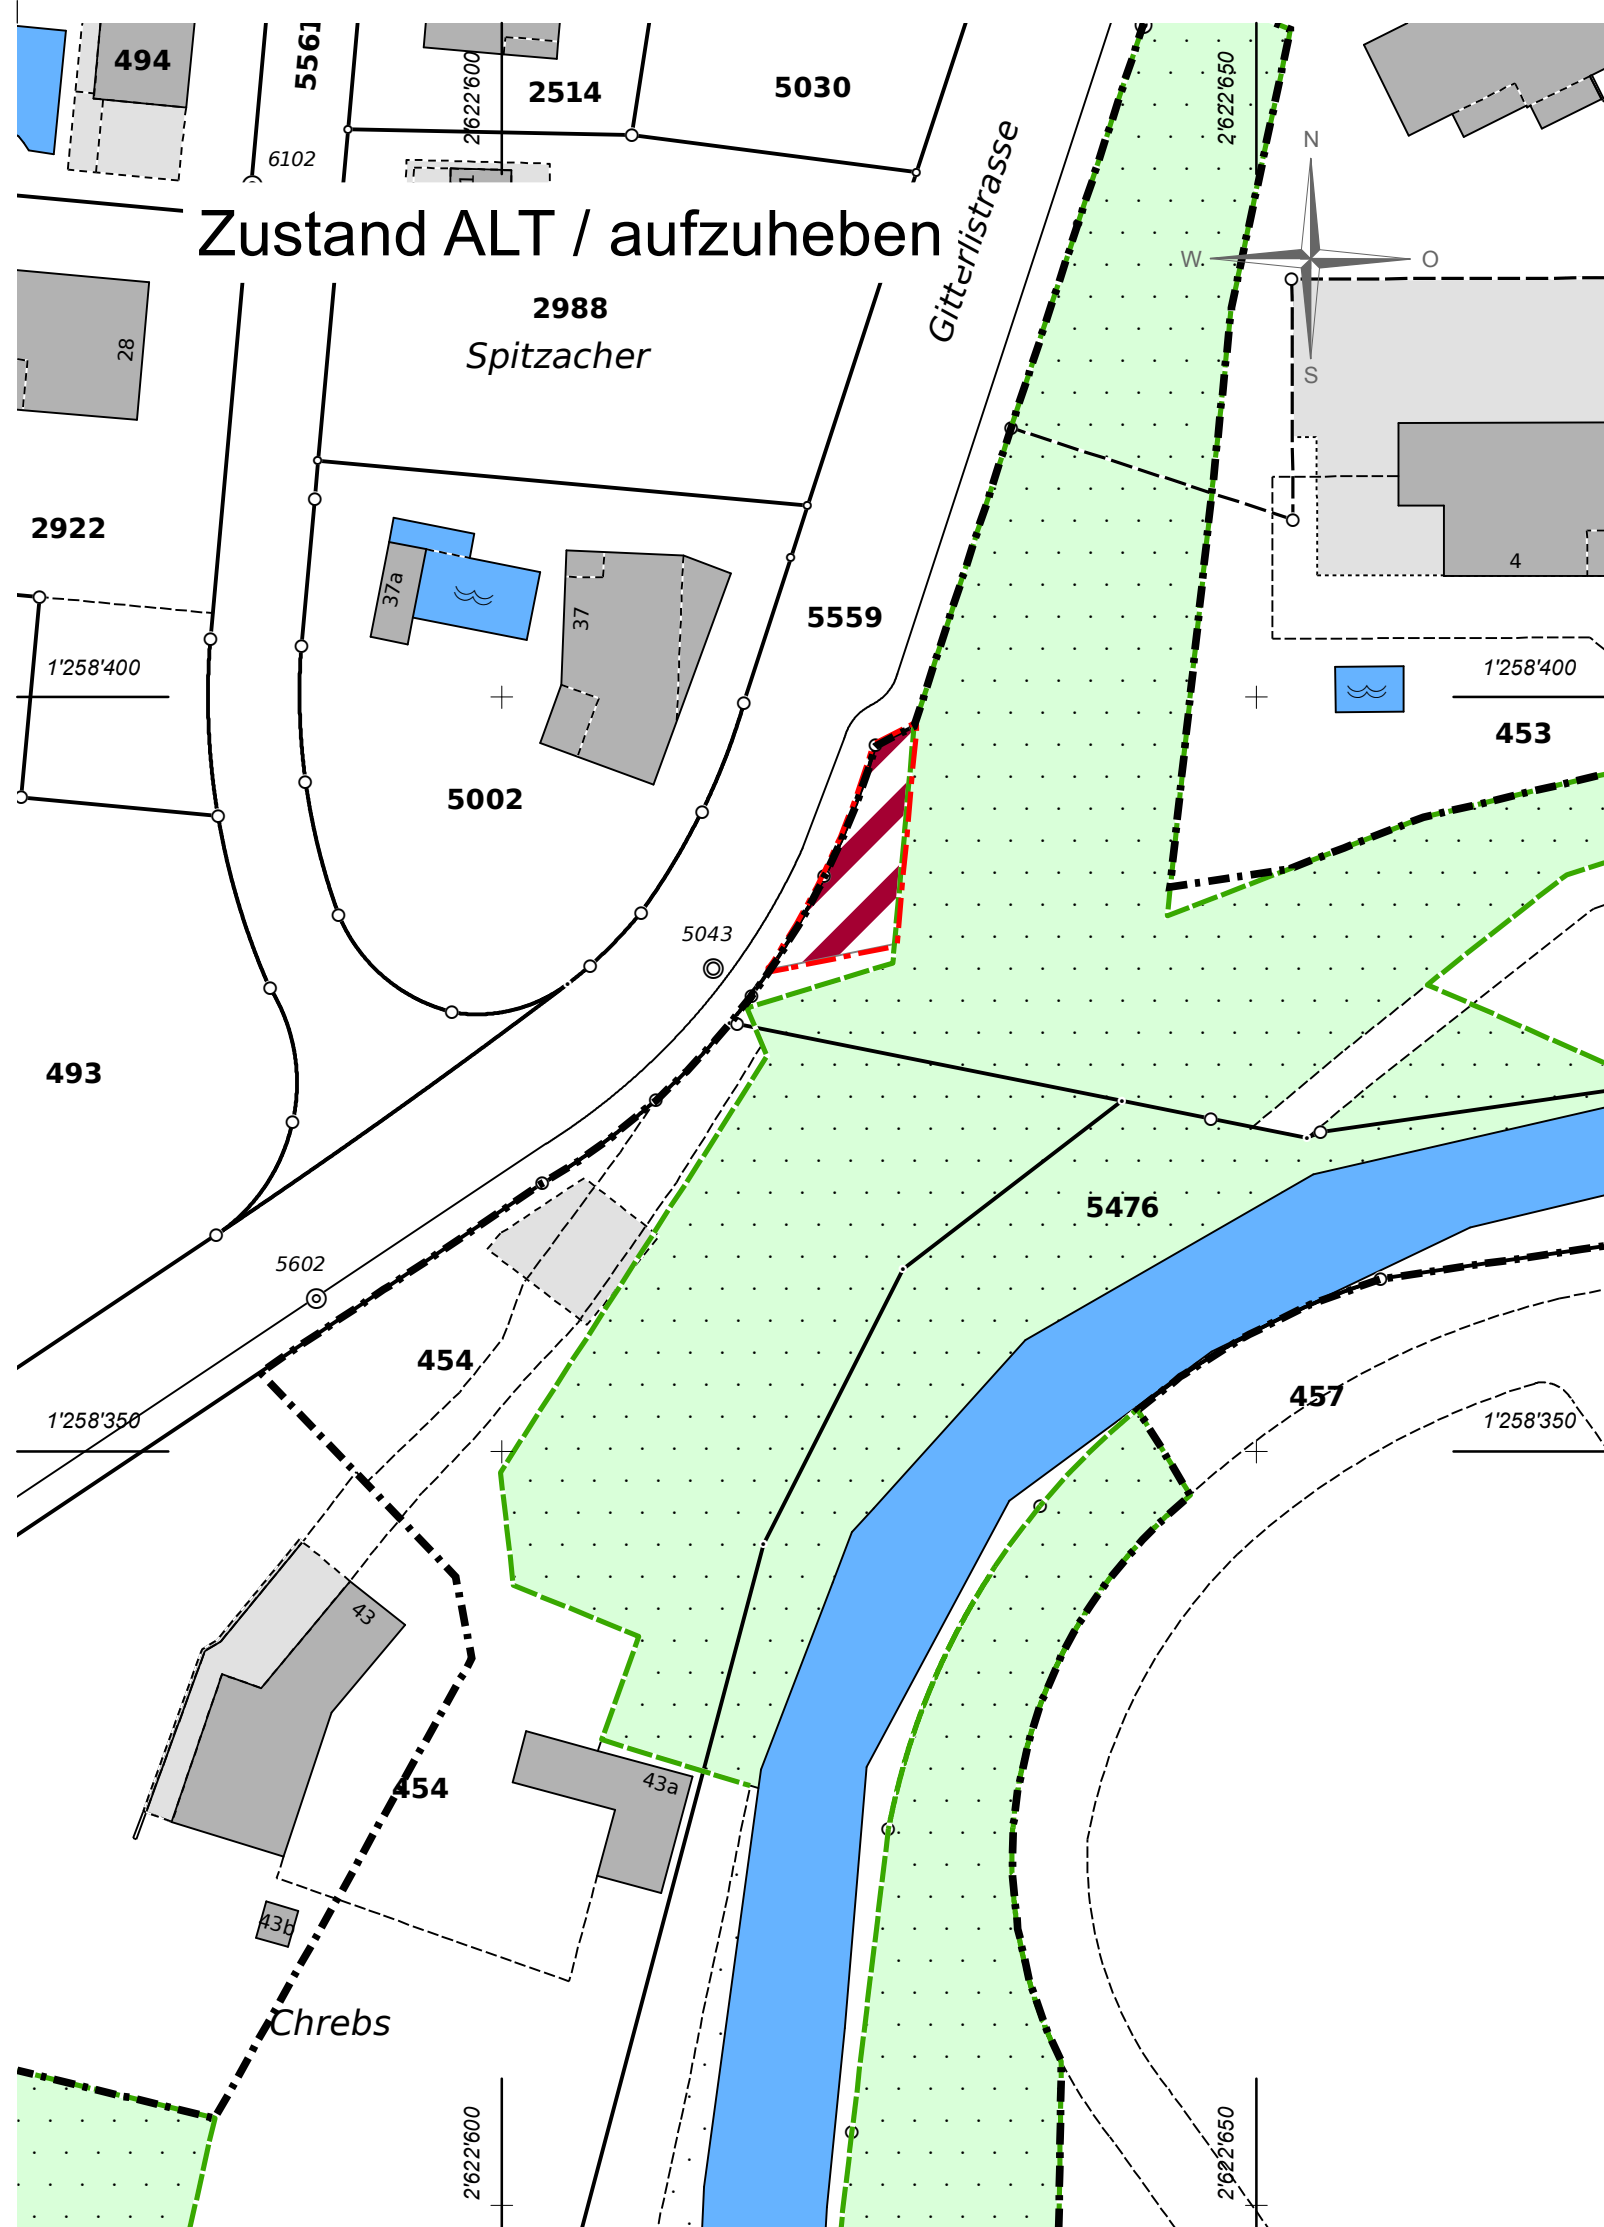 494
5561
2'622'600
2514
5030
2'622'650
6102
1
N
Zustand ALT / aufzuheben
Gitterlistrasse
W
O
S
28
2988
Spitzacher
2922
37a
37
4
5559
1'258'400
1'258'400
453
5002
5043
493
5476
5602
454
457
1'258'350
1'258'350
43
43a
454
43b
Chrebs
2'622'600
2'622'650